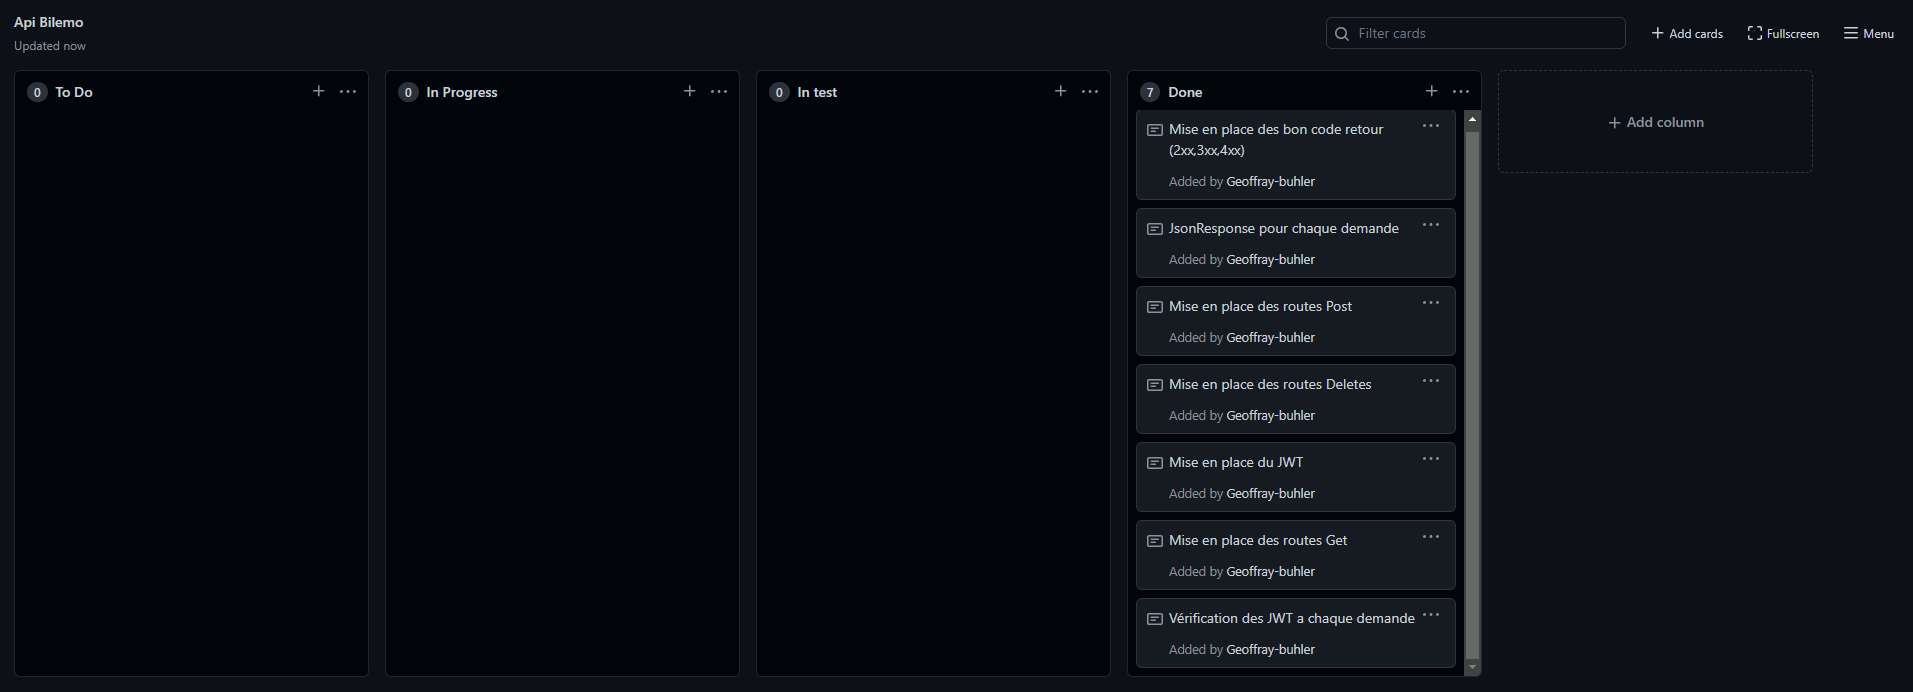 Api Bilemo
Updated now
Filter cards
Add cards
Fullscreen
Menu
0 To Do
0 In Progress
0 In test
7 Done
Mise en place des bon code retour
(2xx,3xx,4xx)
Added by Geoffray-buhler
JsonResponse pour chaque demande
Added by Geoffray-buhler
Mise en place des routes Post
Added by Geoffray-buhler
Mise en place des routes Deletes
Added by Geoffray-buhler
Mise en place du JWT
Added by Geoffray-buhler
Mise en place des routes Get
Added by Geoffray-buhler
Vérification des JWT a chaque demande
Added by Geoffray-buhler
Add column